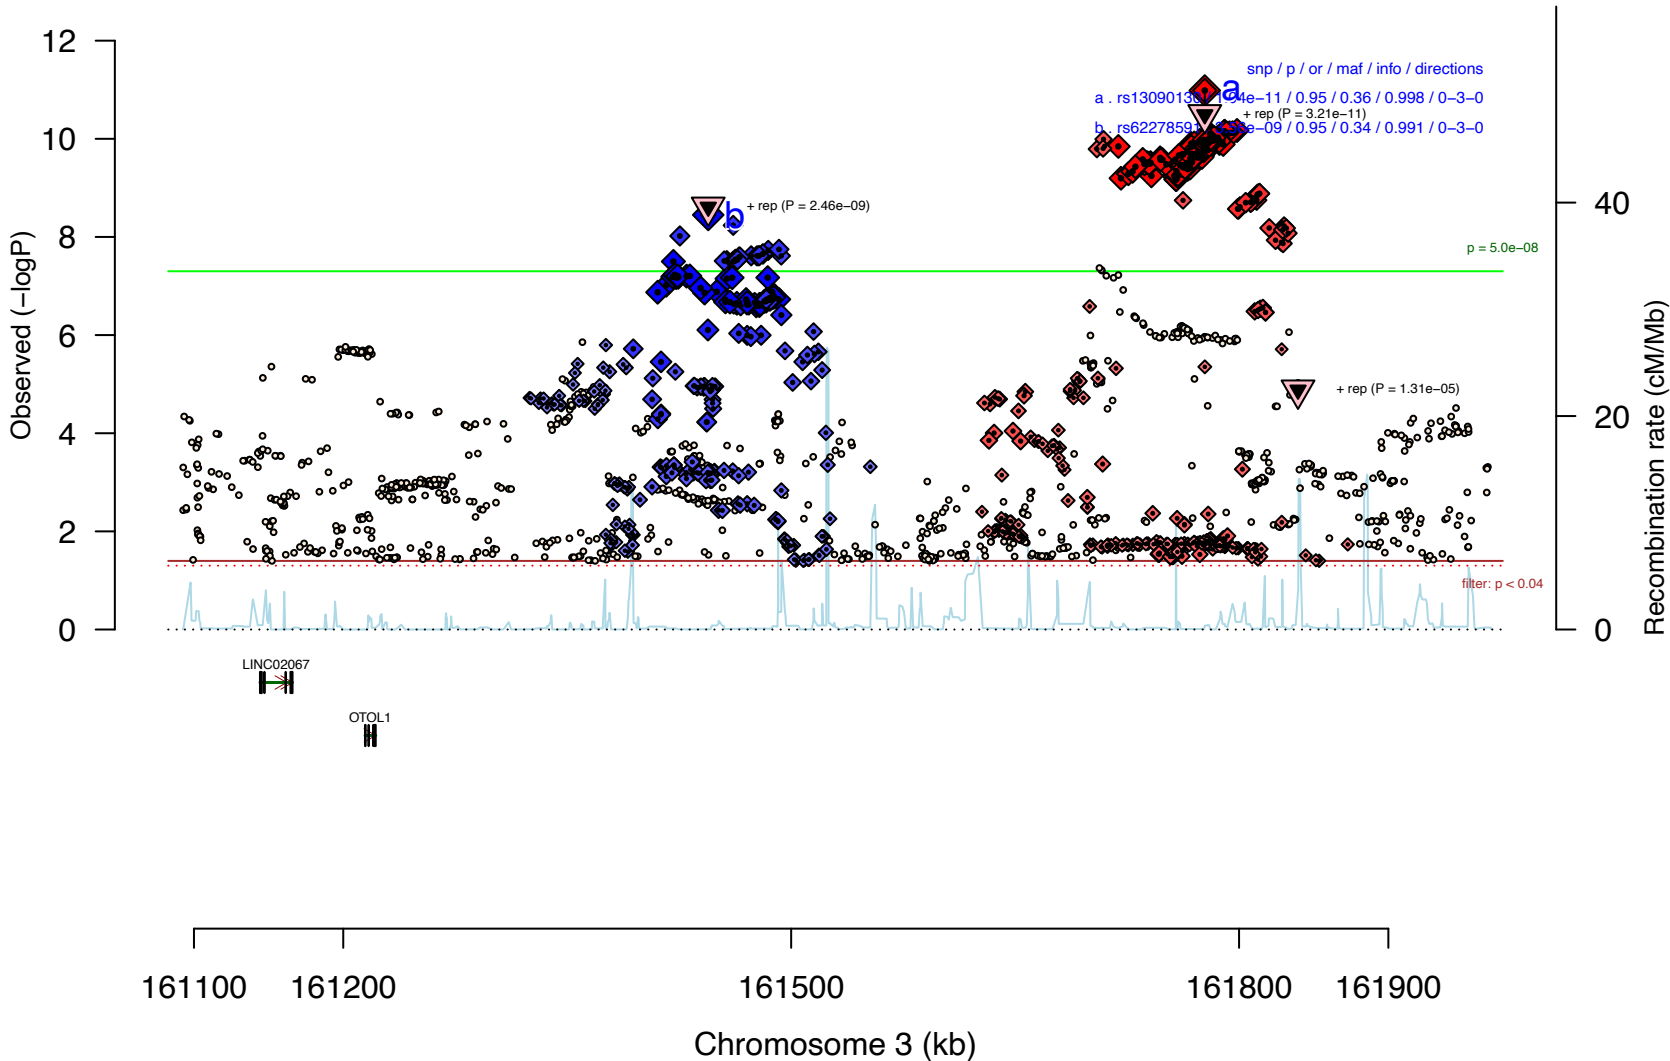 12
10
8
6
4
2
0
Observed (−logP)
40
20
0
Recombination rate (cM/Mb)
snp / p / or / maf / info / directions
a . rs13090130 e−11 / 0.95 / 0.36 / 0.998 / 0−3−0
a
+ rep (P = 3.21e−11)
b . rs6227859 e−09 / 0.95 / 0.34 / 0.991 / 0−3−0
b
+ rep (P = 2.46e−09)
p = 5.0e−08
+ rep (P = 1.31e−05)
filter: p < 0.04
LINC02067
OTOL1
161100
161200
161500
161800
161900
Chromosome 3 (kb)